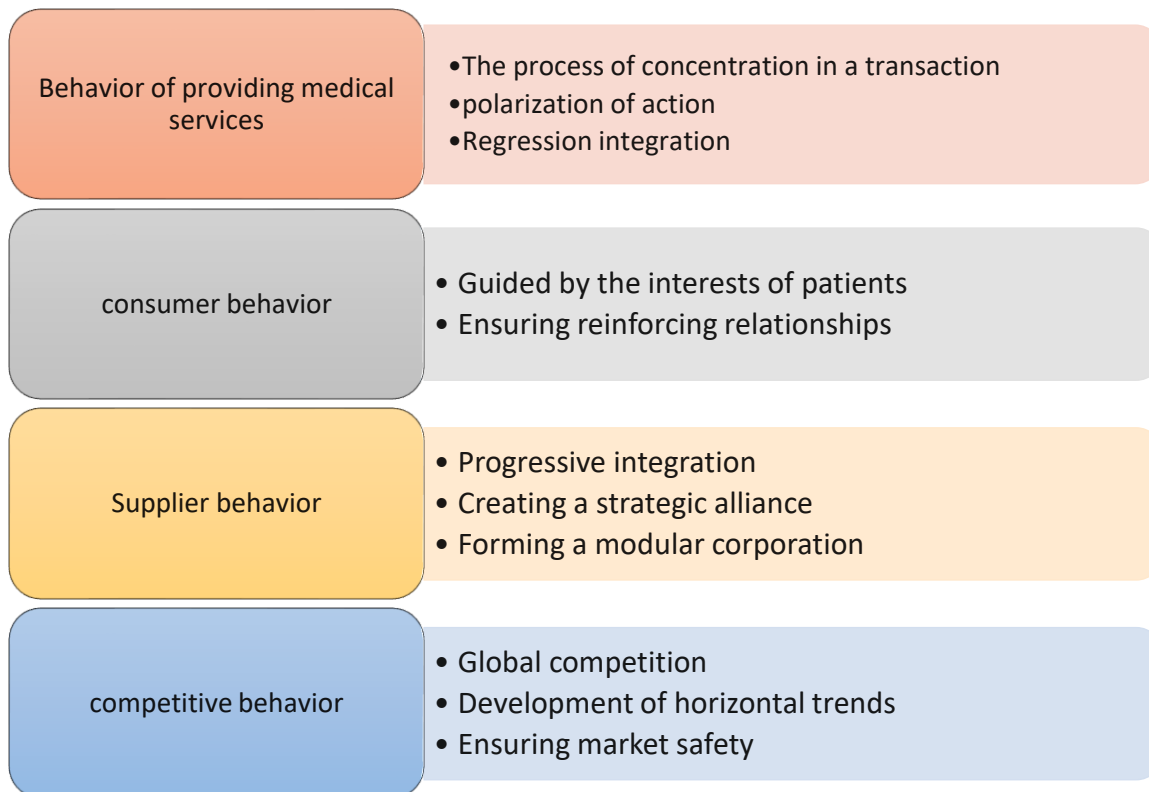 Behavior of providing medical
services
•The process of concentration in a transaction
•polarization of action
•Regression integration
consumer behavior
• Guided by the interests of patients
• Ensuring reinforcing relationships
Supplier behavior
• Progressive integration
• Creating a strategic alliance
• Forming a modular corporation
competitive behavior
• Global competition
• Development of horizontal trends
• Ensuring market safety